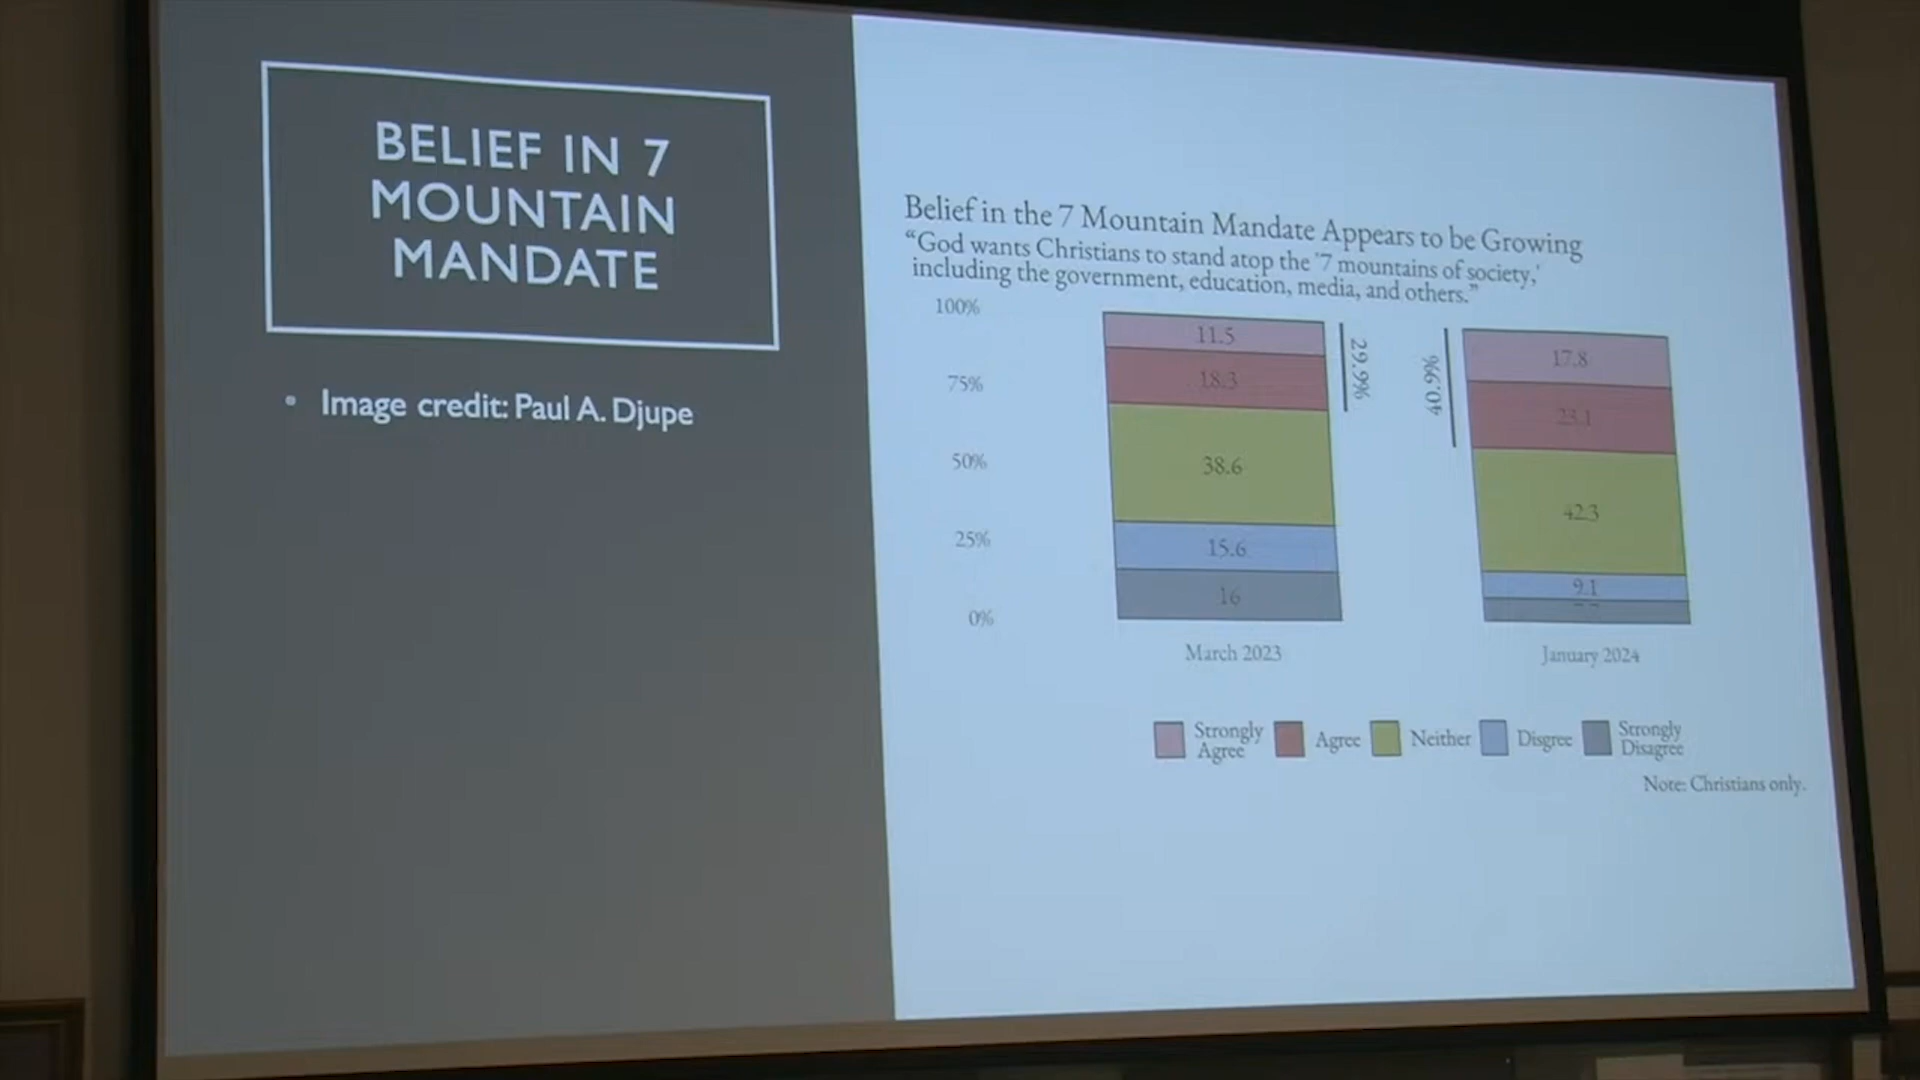 BELIEF IN 7
MOUNTAIN
MANDATE
• Image credit: Paul A. Djupe
Belief in the 7 Mountain Mandate Appears to be Growing
“God wants Christians to stand atop the '7 mountains of society,'
including the government, education, media, and others.”
100%
75%
50%
25%
0%
11.5
18.3
38.6
15.6
16
29.9%
40.9%
17.8
23.1
42.3
9.1
March 2023
January 2024
Strongly
Agree
Agree
Neither
Disgree
Strongly
Disagree
Note: Christians only.